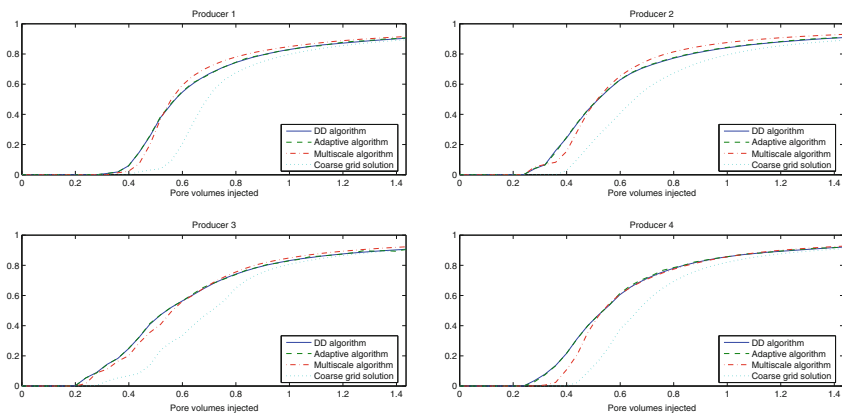 Producer 1
1
0.8
0.6
0.4
0.2
0
0 0.2 0.4 0.6 0.8 1 1.2 1.4
Pore volumes injected
DD algorithm
Adaptive algorithm
Multiscale algorithm
Coarse grid solution
Producer 2
1
0.8
0.6
0.4
0.2
0
0 0.2 0.4 0.6 0.8 1 1.2 1.4
Pore volumes injected
DD algorithm
Adaptive algorithm
Multiscale algorithm
Coarse grid solution
Producer 3
1
0.8
0.6
0.4
0.2
0
0 0.2 0.4 0.6 0.8 1 1.2 1.4
Pore volumes injected
DD algorithm
Adaptive algorithm
Multiscale algorithm
Coarse grid solution
Producer 4
1
0.8
0.6
0.4
0.2
0
0 0.2 0.4 0.6 0.8 1 1.2 1.4
Pore volumes injected
DD algorithm
Adaptive algorithm
Multiscale algorithm
Coarse grid solution